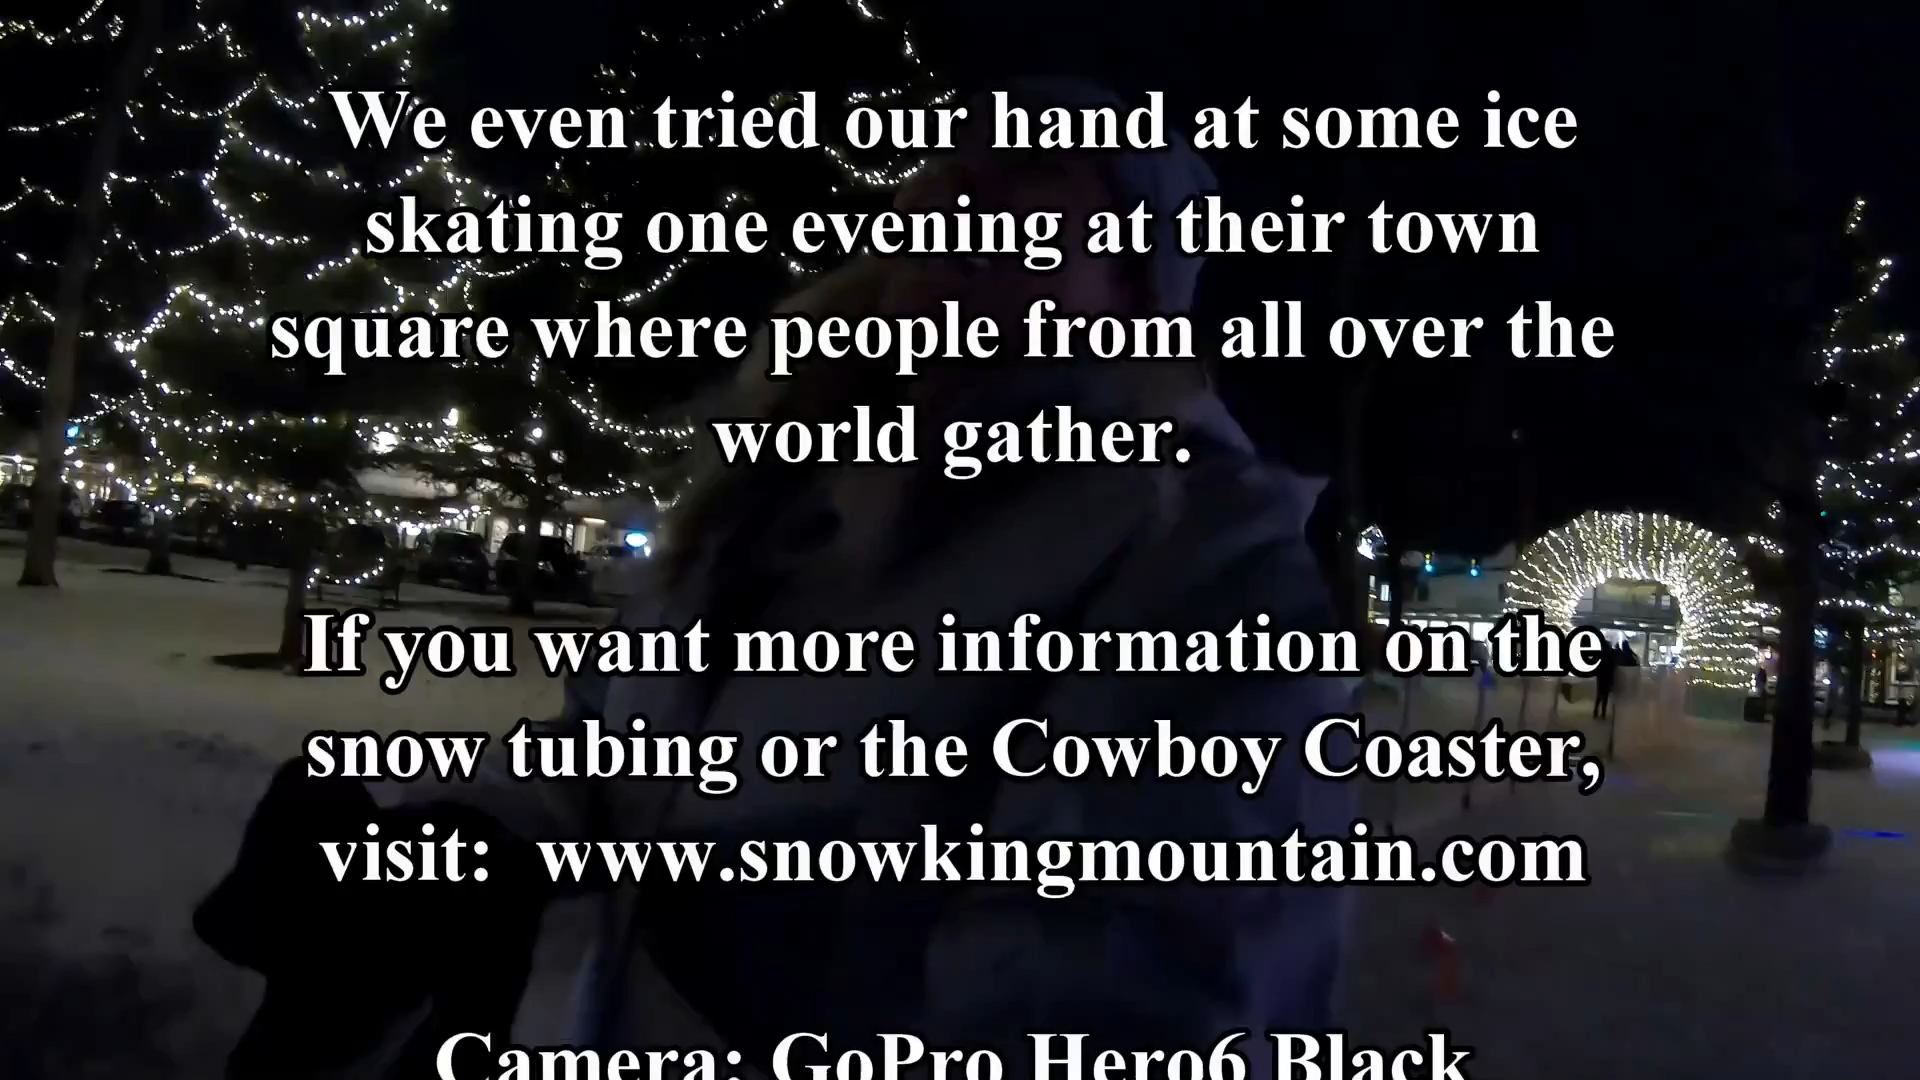 We even tried our hand at some ice
skating one evening at their town
square where people from all over the
world gather.
If you want more information on the
snow tubing or the Cowboy Coaster,
visit: www.snowkingmountain.com
Camera: GoPro Hero6 Black